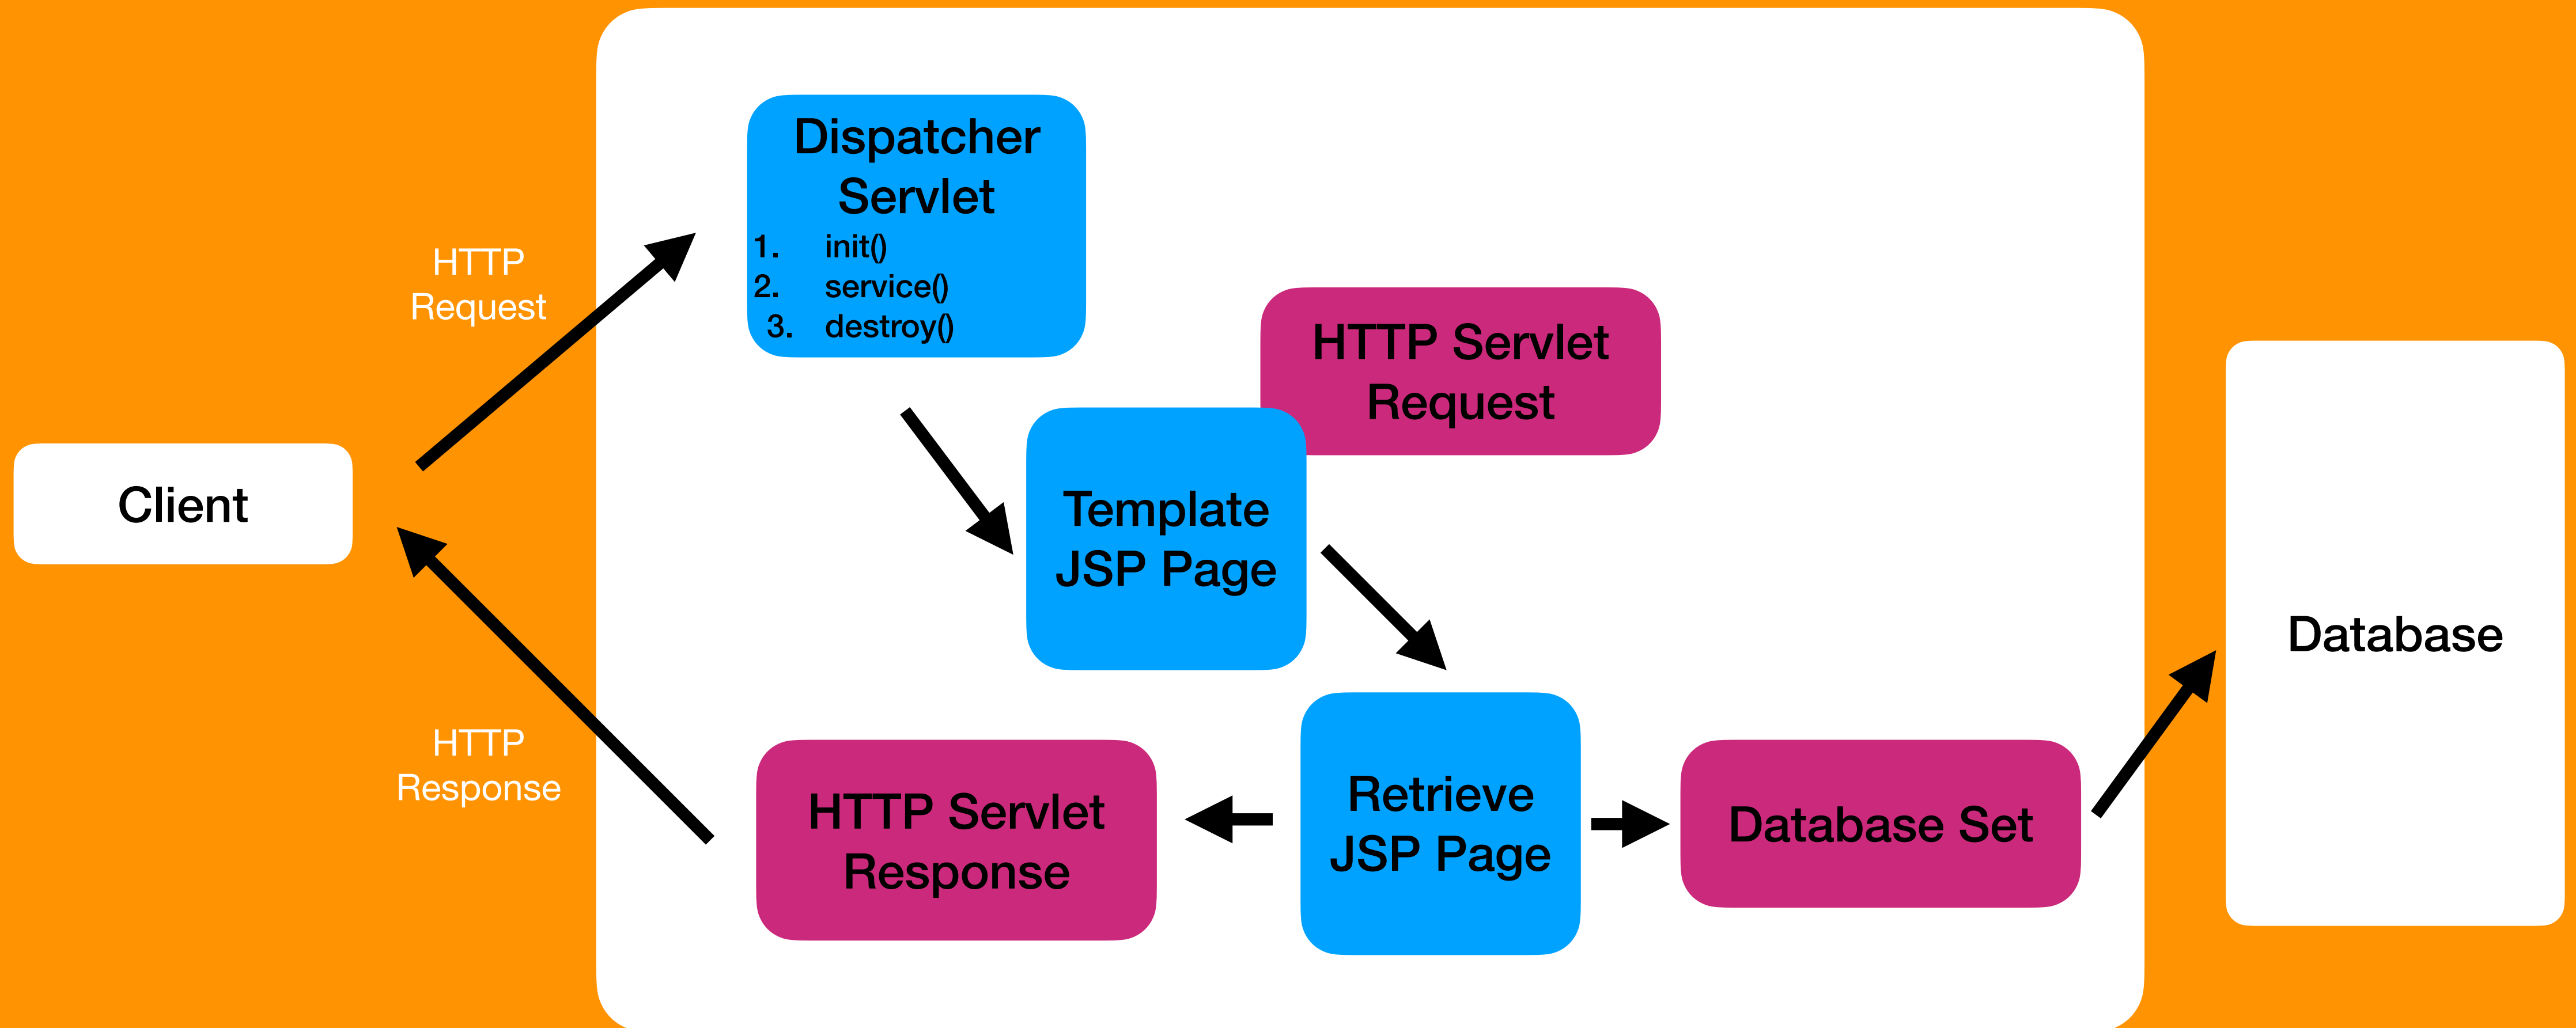 Dispatcher
Servlet
1. init()
2. service()
3. destroy()
HTTP
Request
HTTP Servlet
Request
Client
Template
JSP Page
Database
HTTP
Response
HTTP Servlet
Response
Retrieve
JSP Page
Database Set